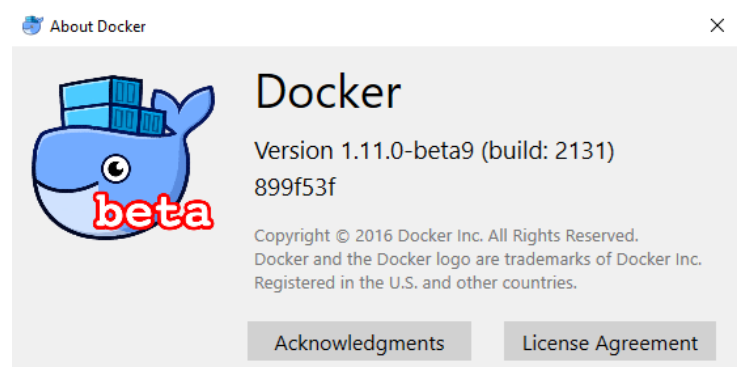 About Docker
Docker
Version 1.11.0-beta9 (build: 2131)
899f53f
beta
Copyright © 2016 Docker Inc. All Rights Reserved.
Docker and the Docker logo are trademarks of Docker Inc.
Registered in the U.S. and other countries.
Acknowledgments
License Agreement